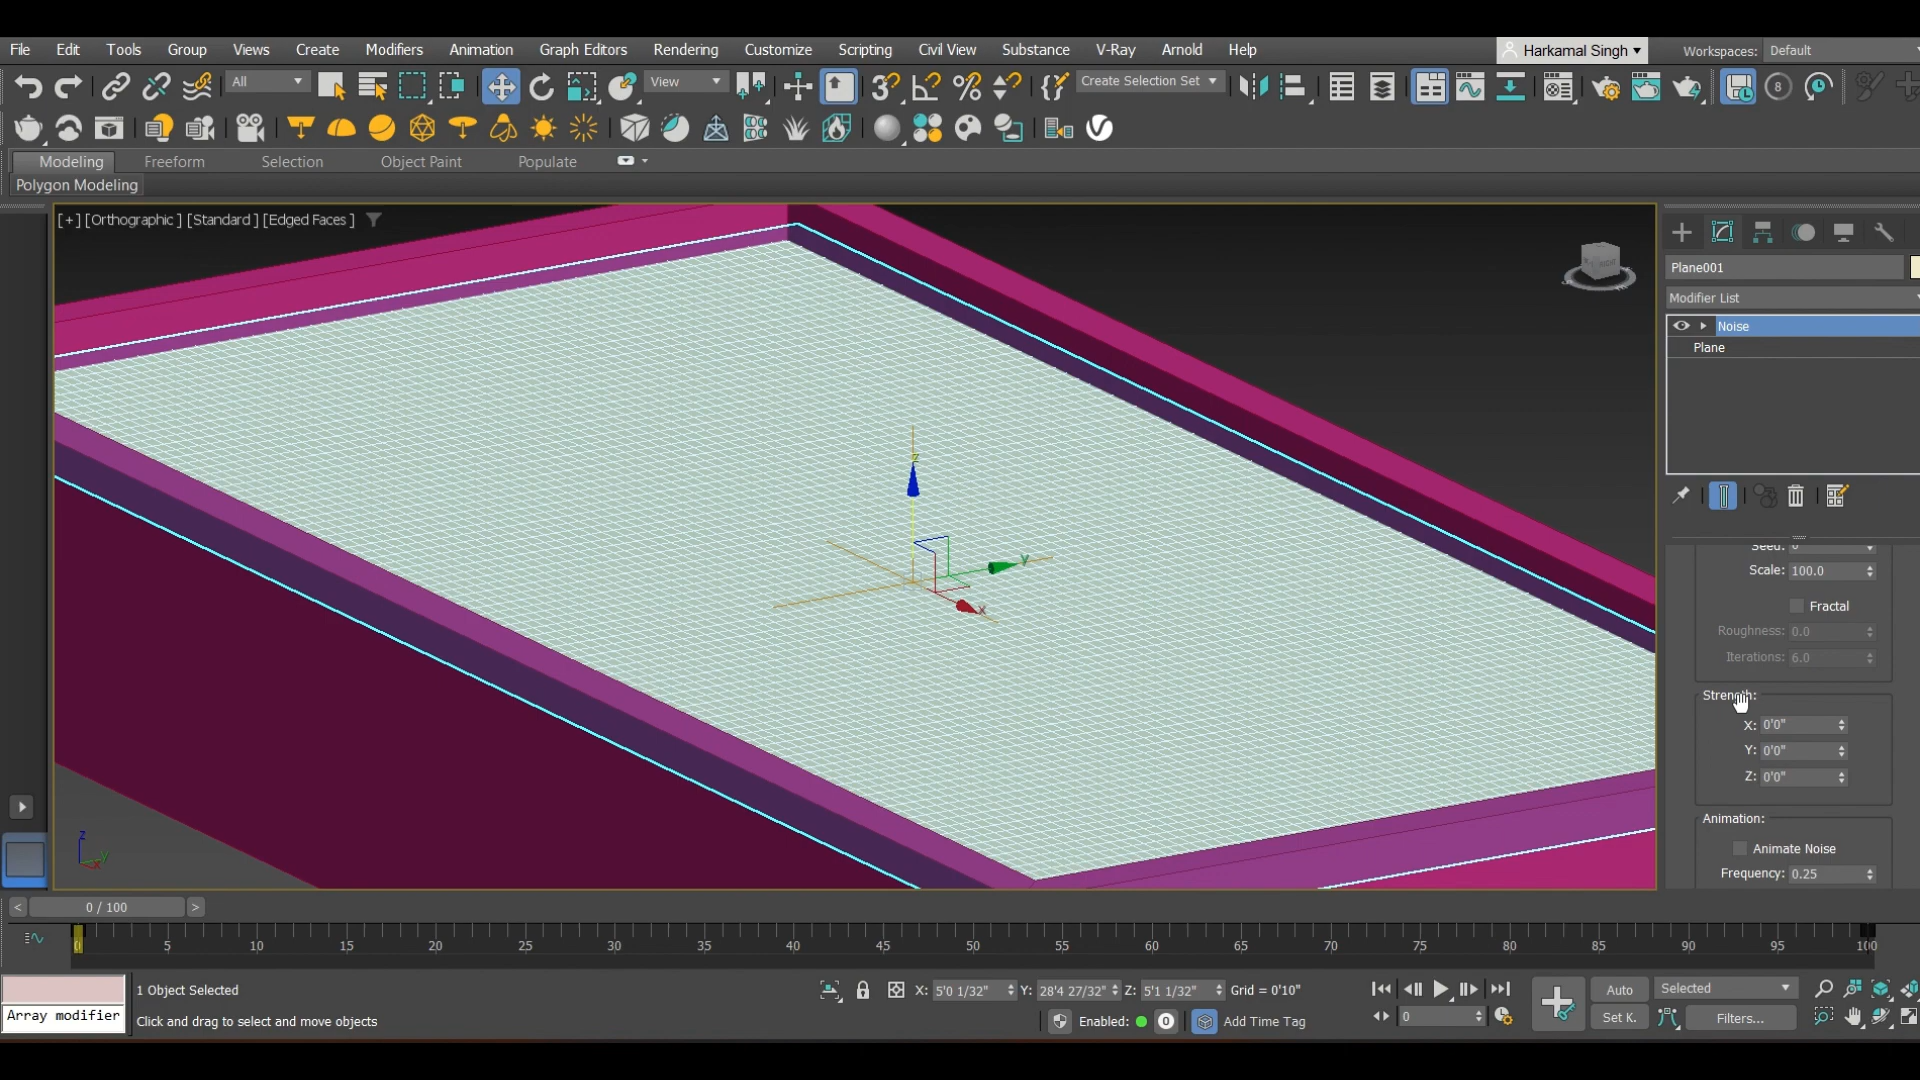 File Edit Tools Group Views Create Modifiers Animation Graph Editors Rendering Customize Scripting Civil View Substance V-Ray Arnold Help Harkamal Singh Workspaces: Default
All View Create Selection Set
Modeling Freeform Selection Object Paint Populate
Polygon Modeling
[+] [Orthographic ] [Standard ] [Edged Faces ]
Plane001
Modifier List
Noise
Plane
z
y
x
Seed: 0
Scale: 100.0
Fractal
Roughness: 0.0
Iterations: 6.0
Strength:
X: 0'0"
Y: 0'0"
Z: 0'0"
Animation:
Animate Noise
Frequency: 0.25
z
y
x
< 0 / 100 >
0 5 10 15 20 25 30 35 40 45 50 55 60 65 70 75 80 85 90 95 100
1 Object Selected X: 5'0 1/32" Y: 28'4 27/32" Z: 5'1 1/32" Grid = 0'10" Auto Selected
Array modifier Click and drag to select and move objects Enabled: 0 Add Time Tag 0 Set K. Filters...